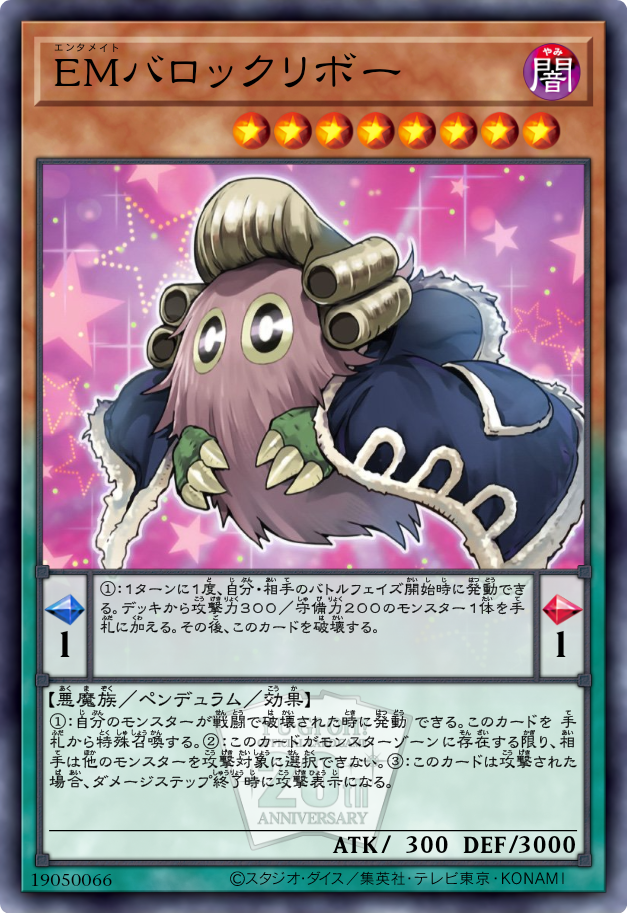 エンタメイト
EMバロックリボー
やみ
闇
①:1ターンに1度、自分・相手のバトルフェイズ開始時に発動でき
る。デッキから攻撃力300/守備力200のモンスター1体を手
札に加える。その後、このカードを破壊する。
1
1
【悪魔族/ペンデュラム/効果】
①:自分のモンスターが戦闘で破壊された時に発動 できる。このカードを 手
札から特殊召喚する。②:このカードがモンスターゾーンに存在する限り、相
手は他のモンスターを攻撃対象に選択できない。③:このカードは攻撃された
場合、ダメージステップ終了時に攻撃表示になる。
20th
ANNIVERSARY
ATK/ 300 DEF/3000
19050066
©スタジオ・ダイス/集英社・テレビ東京・KONAMI